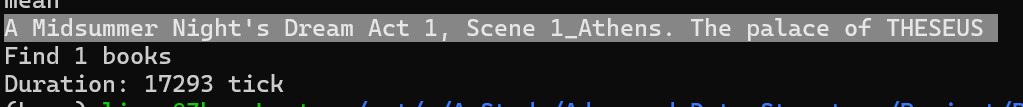 mean
A Midsummer Night's Dream Act 1, Scene 1_Athens. The palace of THESEUS
Find 1 books
Duration: 17293 tick